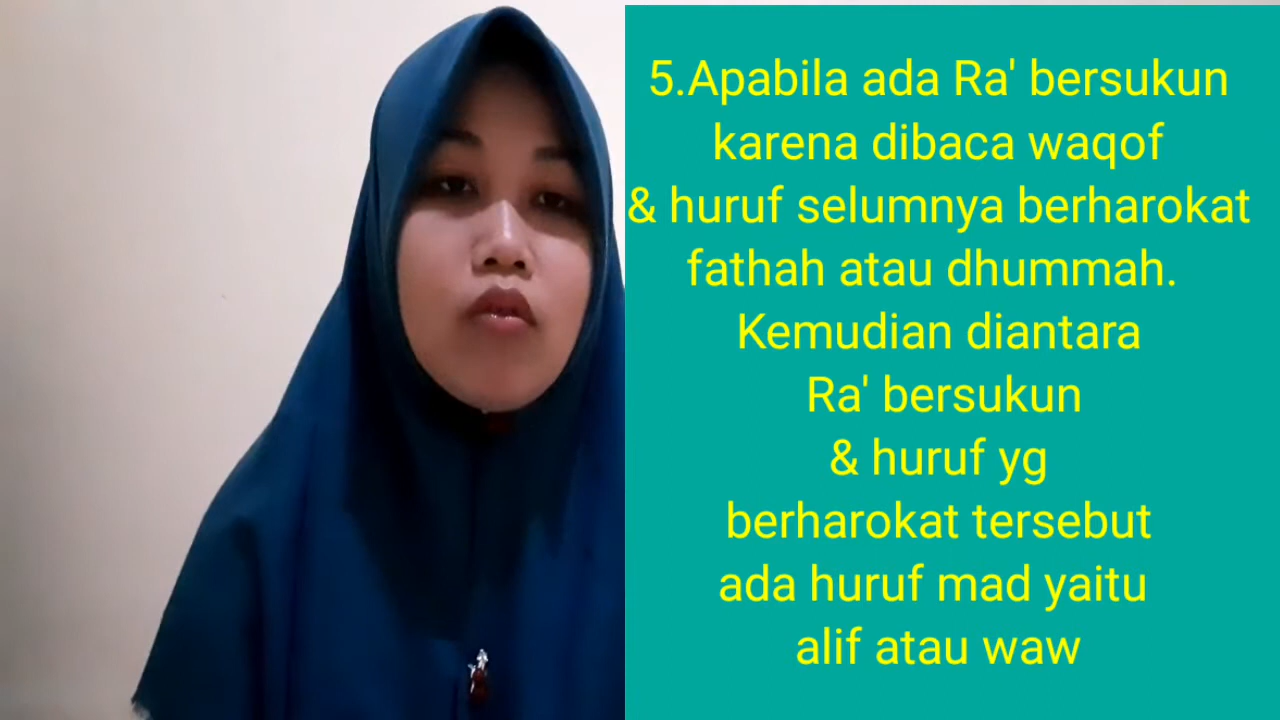 5.Apabila ada Ra' bersukun
karena dibaca waqof
& huruf selumnya berharokat
fathah atau dhummah.
Kemudian diantara
Ra' bersukun
& huruf yg
berharokat tersebut
ada huruf mad yaitu
alif atau waw